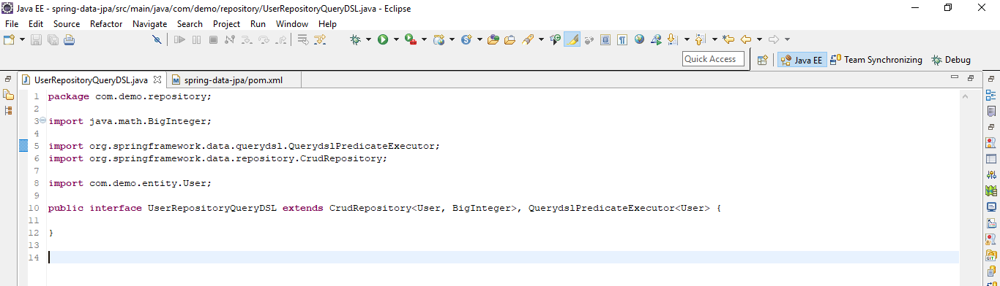 Java EE - spring-data-jpa/src/main/java/com/demo/repository/UserRepositoryQueryDSL.java - Eclipse
File Edit Source Refactor Navigate Search Project Run Window Help
Quick Access Java EE Team Synchronizing Debug
UserRepositoryQueryDSL.java spring-data-jpa/pom.xml
1 package com.demo.repository;
2
3 import java.math.BigInteger;
4
5 import org.springframework.data.querydsl.QuerydslPredicateExecutor;
6 import org.springframework.data.repository.CrudRepository;
7
8 import com.demo.entity.User;
9
10 public interface UserRepositoryQueryDSL extends CrudRepository<User, BigInteger>, QuerydslPredicateExecutor<User> {
11
12 }
13
14